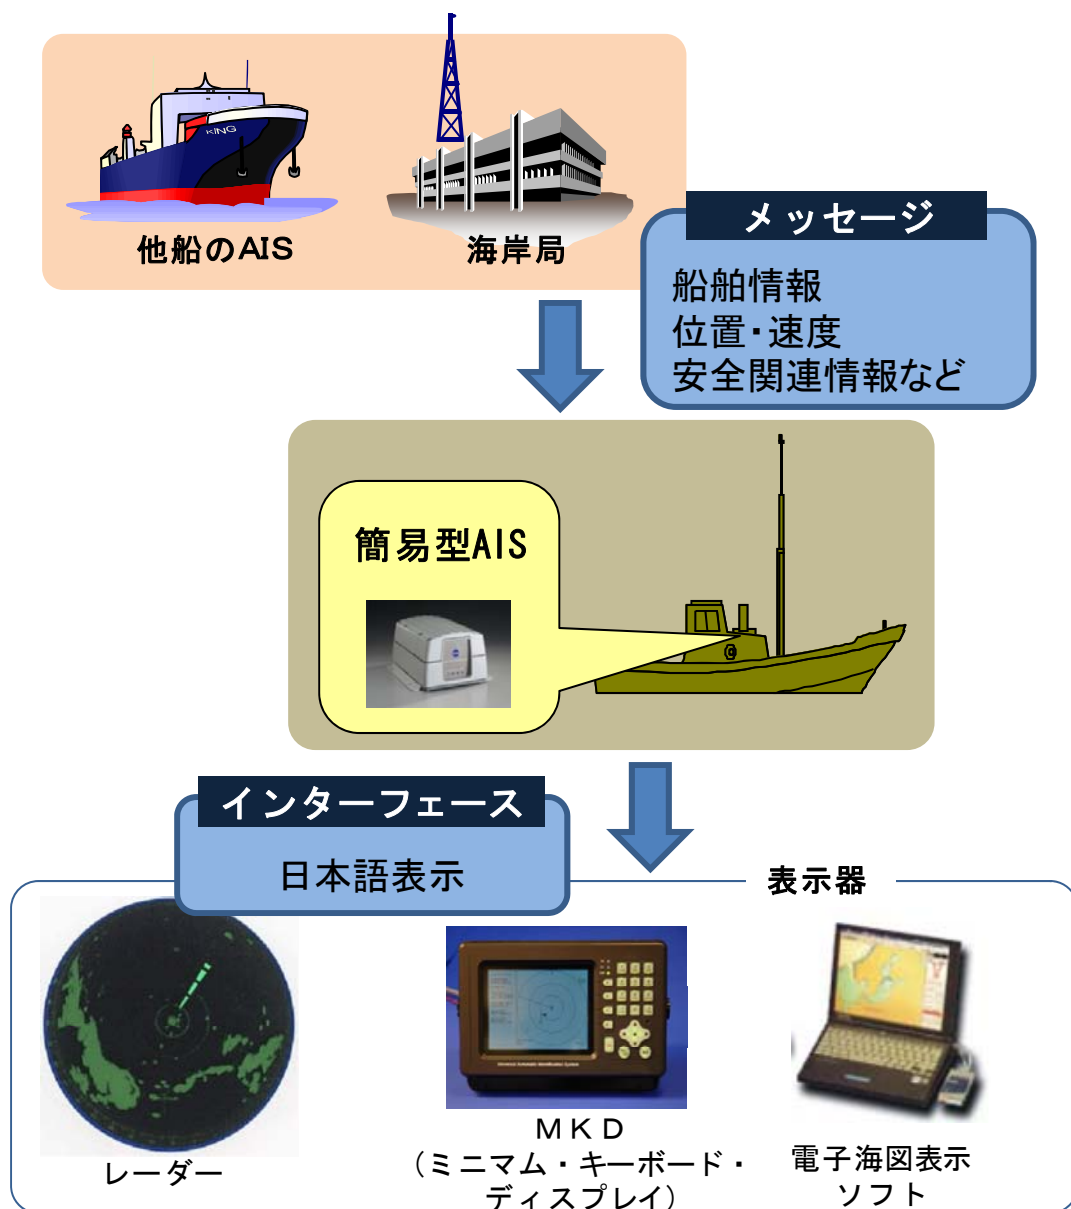 KING
他船のAIS
海岸局
メッセージ
船舶情報
位置・速度
安全関連情報など
簡易型AIS
インターフェース
日本語表示
表示器
レーダー
ＭＫＤ
（ミニマム・キーボード・
ディスプレイ）
電子海図表示
ソフト